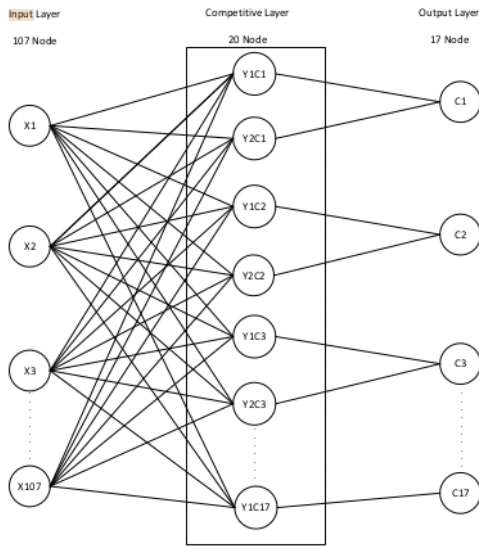 Input Layer
107 Node
Competitive Layer
20 Node
Output Layer
17 Node
X1
X2
X3
X107
Y1C1
Y2C1
Y1C2
Y2C2
Y1C3
Y2C3
Y1C17
C1
C2
C3
C17